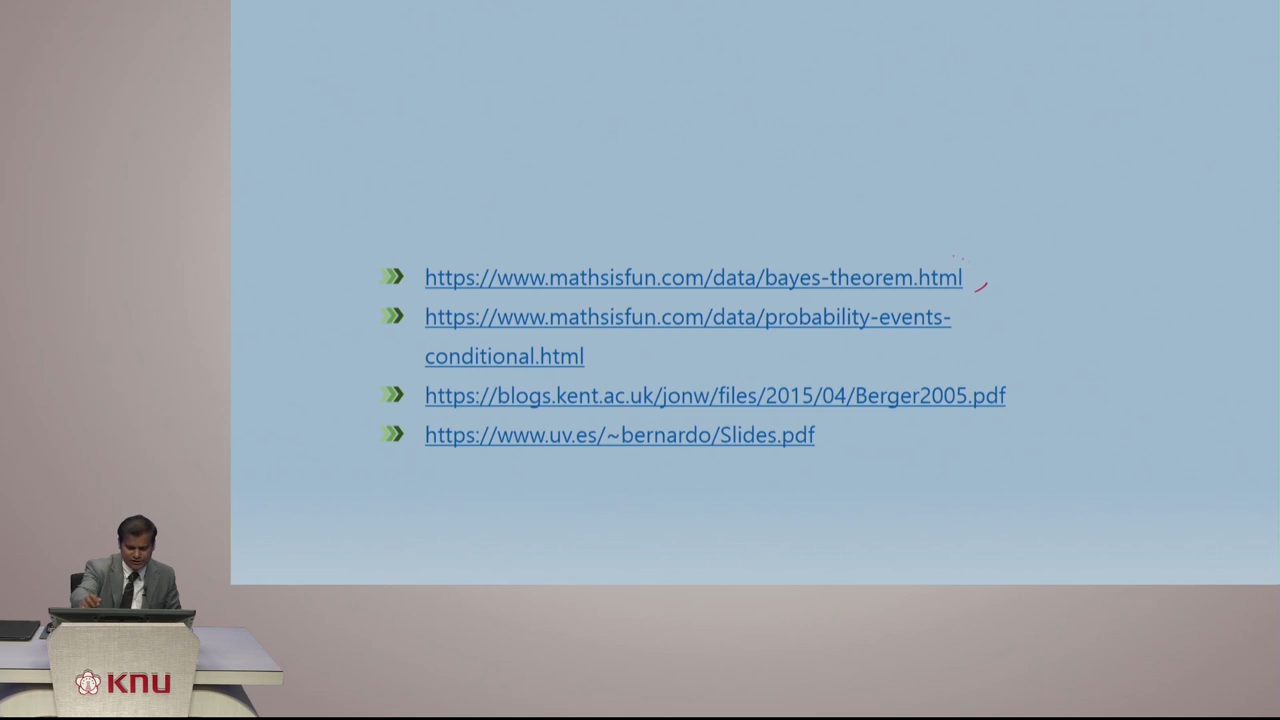 https://www.mathsisfun.com/data/bayes-theorem.html
https://www.mathsisfun.com/data/probability-events-
conditional.html
https://blogs.kent.ac.uk/jonw/files/2015/04/Berger2005.pdf
https://www.uv.es/~bernardo/Slides.pdf
KNU